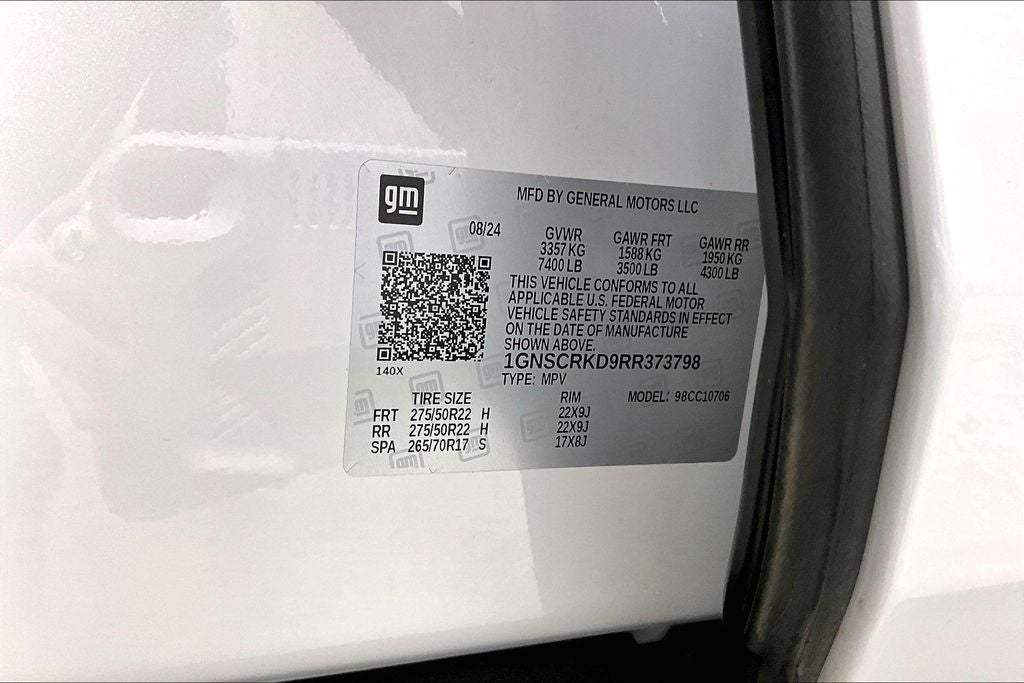 gm
MFD BY GENERAL MOTORS LLC
08/24
GVWR GAWR FRT GAWR RR
3357 KG 1588 KG 1950 KG
7400 LB 3500 LB 4300 LB
THIS VEHICLE CONFORMS TO ALL
APPLICABLE U.S. FEDERAL MOTOR
VEHICLE SAFETY STANDARDS IN EFFECT
ON THE DATE OF MANUFACTURE
SHOWN ABOVE.
1GNSCRKD9RR373798
140X
TYPE: MPV
TIRE SIZE RIM MODEL: 98CC10706
FRT 275/50R22 H 22X9J
RR 275/50R22 H 22X9J
SPA 265/70R17 S 17X8J